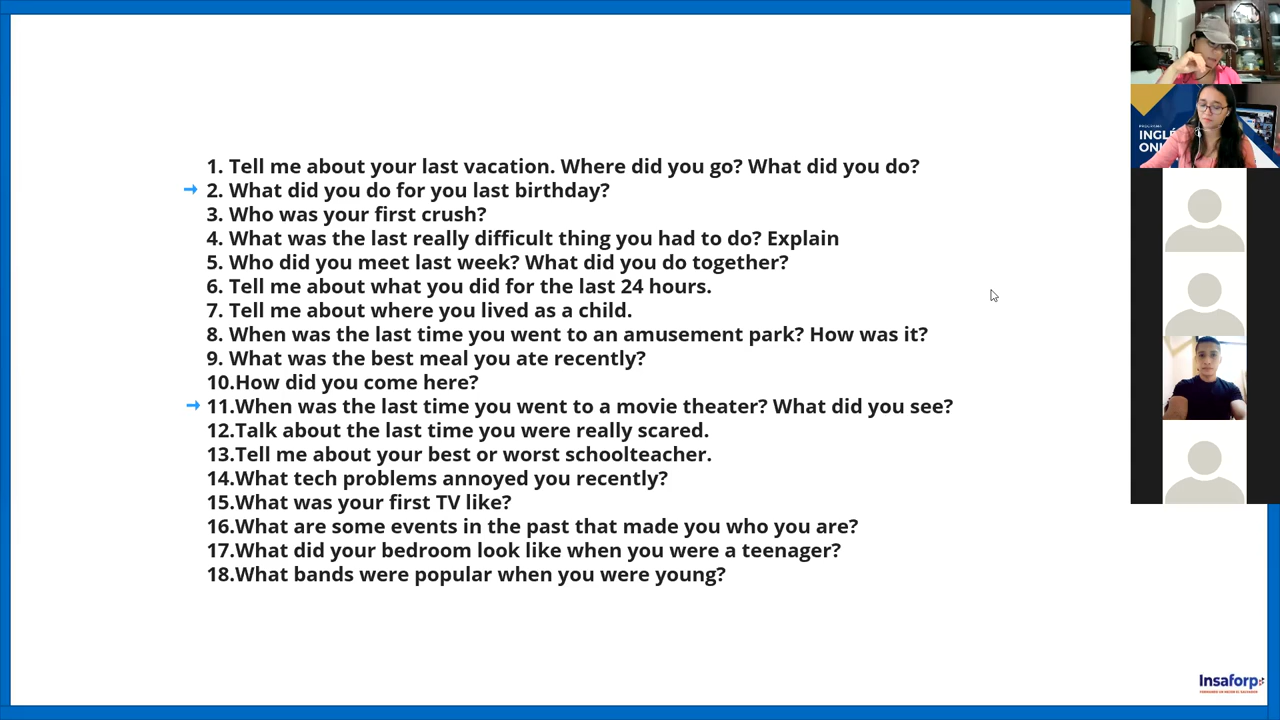 1. Tell me about your last vacation. Where did you go? What did you do?
2. What did you do for you last birthday?
3. Who was your first crush?
4. What was the last really difficult thing you had to do? Explain
5. Who did you meet last week? What did you do together?
6. Tell me about what you did for the last 24 hours.
7. Tell me about where you lived as a child.
8. When was the last time you went to an amusement park? How was it?
9. What was the best meal you ate recently?
10.How did you come here?
11.When was the last time you went to a movie theater? What did you see?
12.Talk about the last time you were really scared.
13.Tell me about your best or worst schoolteacher.
14.What tech problems annoyed you recently?
15.What was your first TV like?
16.What are some events in the past that made you who you are?
17.What did your bedroom look like when you were a teenager?
18.What bands were popular when you were young?
INGLÉ
ONL
Insaforp